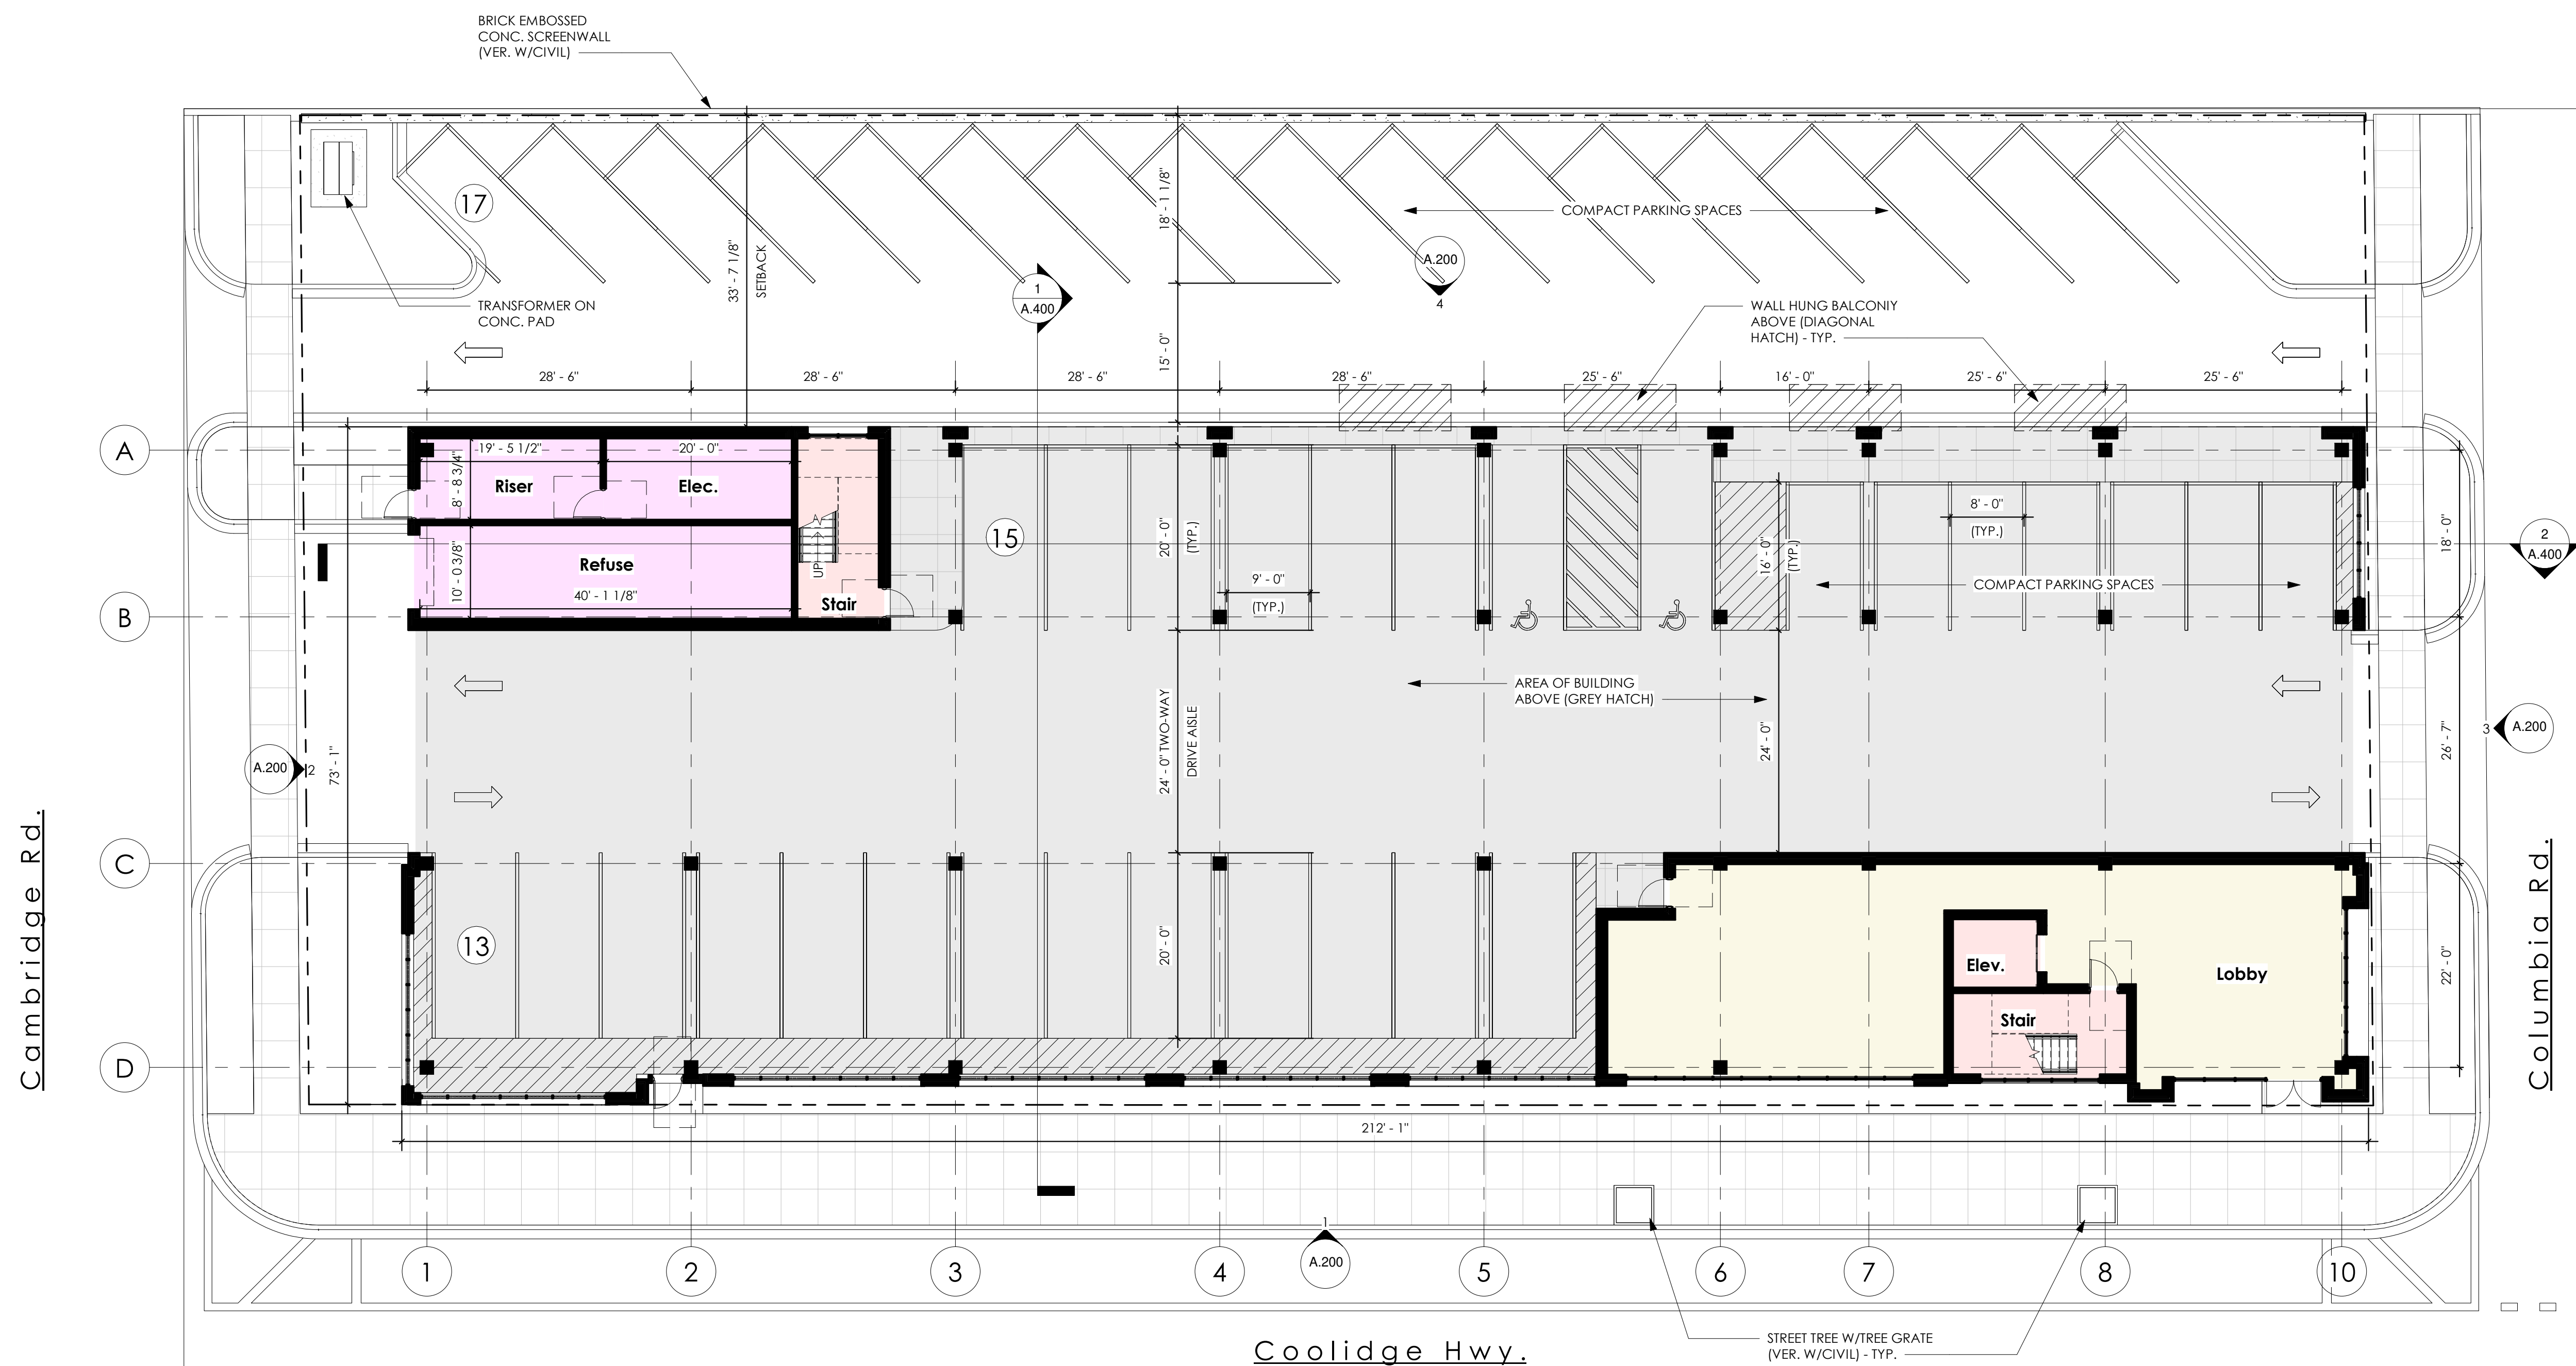 BRICK EMBOSSED
CONC. SCREENWALL
(VER. W/CIVIL)
17
18' - 1 1/8"
COMPACT PARKING SPACES
33' - 7 1/8"
SETBACK
A.200
4
1
A.400
TRANSFORMER ON
CONC. PAD
WALL HUNG BALCONIY
ABOVE (DIAGONAL
HATCH) - TYP.
15' - 0"
28' - 6"
28' - 6"
28' - 6"
28' - 6"
25' - 6"
16' - 0"
25' - 6"
25' - 6"
A
19' - 5 1/2"
20' - 0"
8' - 8 3/4"
Riser
Elec.
15
20' - 0"
(TYP.)
8' - 0"
(TYP.)
18' - 0"
2
A.400
16' - 0"
(TYP.)
UP
Refuse
10' - 0 3/8"
40' - 1 1/8"
Stair
9' - 0"
(TYP.)
COMPACT PARKING SPACES
B
AREA OF BUILDING
ABOVE (GREY HATCH)
24' - 0" TWO-WAY
DRIVE AISLE
24' - 0"
26' - 7"
3
A.200
A.200
2
73' - 1"
Cambridge Rd.
Columbia Rd.
C
13
20' - 0"
Elev.
Lobby
22' - 0"
Stair
D
212' - 1"
1
A.200
1
2
3
4
5
6
7
8
10
STREET TREE W/TREE GRATE
(VER. W/CIVIL) - TYP.
Coolidge Hwy.